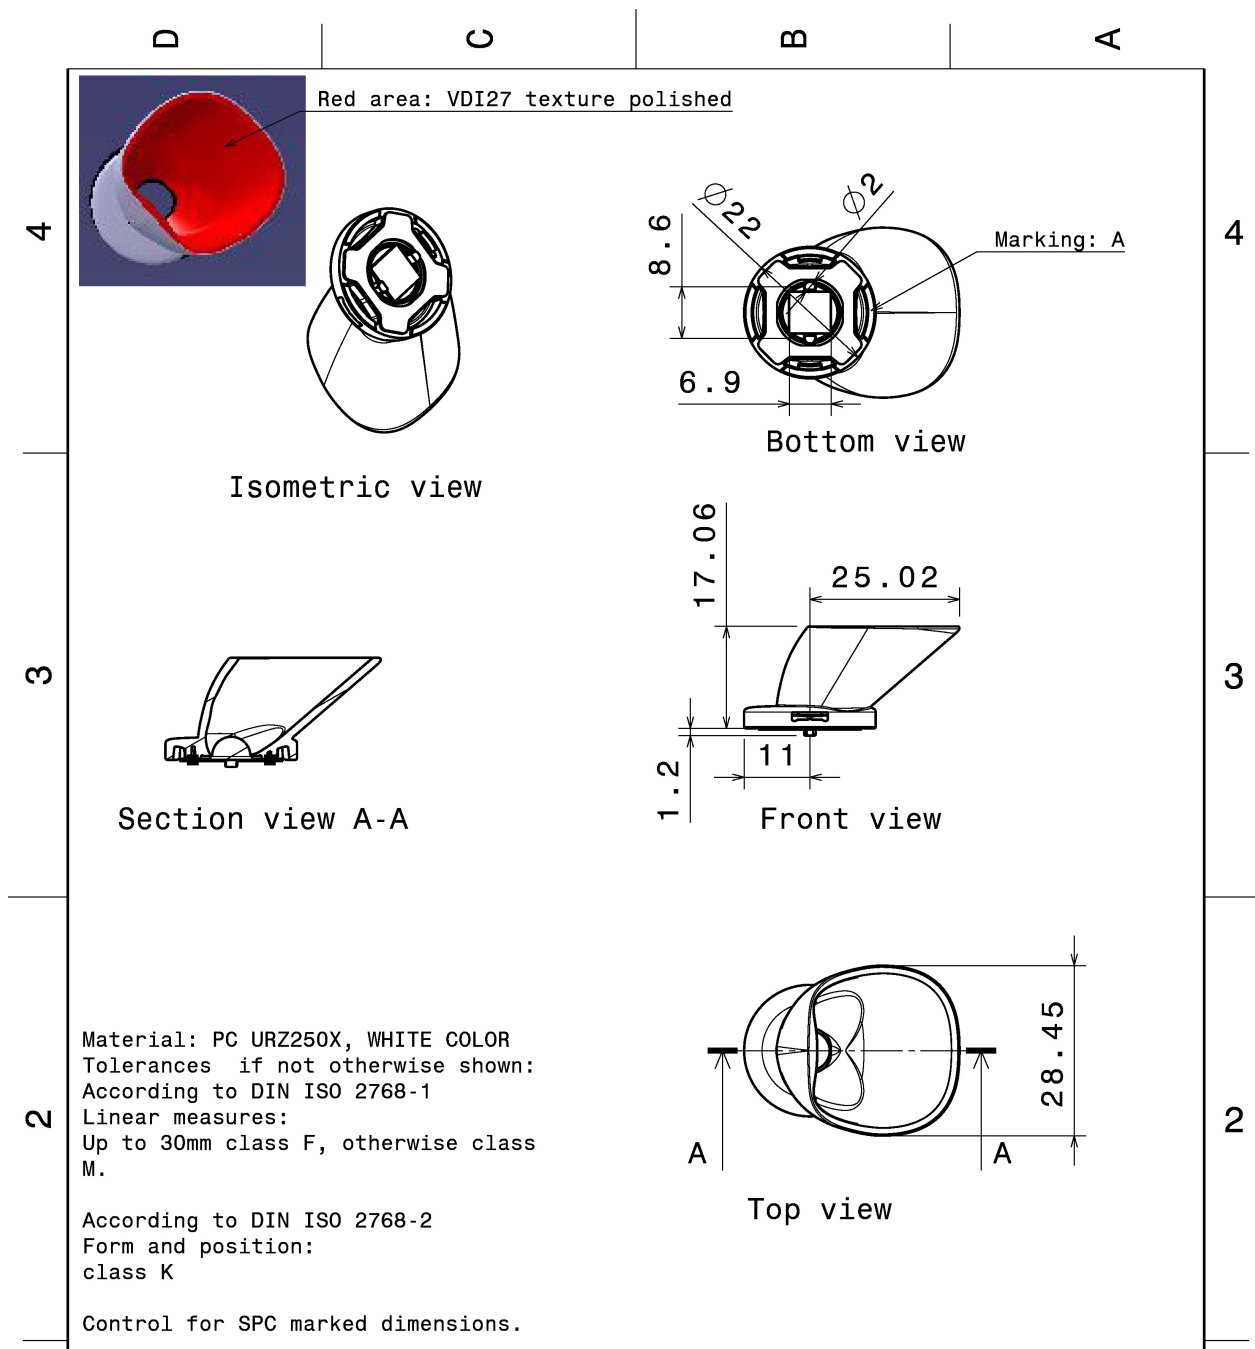 D C B A
Red area: VDI27 texture polished
4
4
Ø22
Ø2
8.6
Marking: A
6.9
Bottom view
Isometric view
17.06
25.02
3
3
11
1.2
Section view A-A
Front view
28.45
Material: PC URZ250X, WHITE COLOR
Tolerances if not otherwise shown:
According to DIN ISO 2768-1
Linear measures:
Up to 30mm class F, otherwise class
M.
2
2
A
A
According to DIN ISO 2768-2
Form and position:
class K
Top view
Control for SPC marked dimensions.